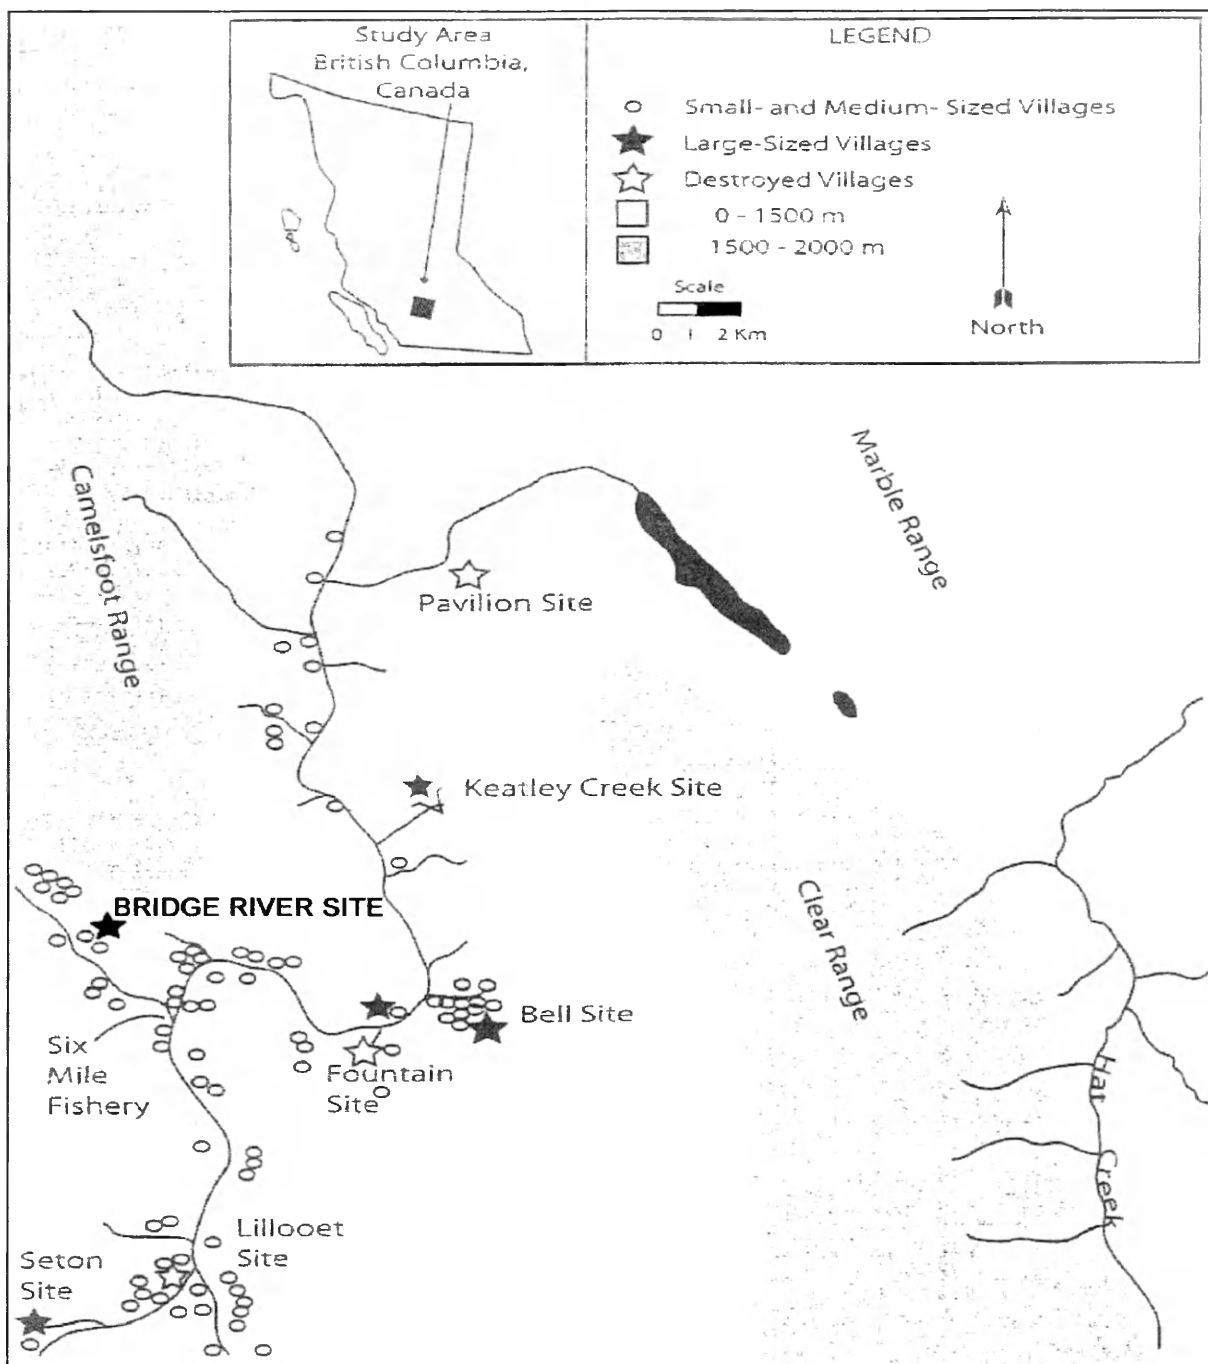 Study Area
British Columbia,
Canada
LEGEND
Small- and Medium- Sized Villages
Large-Sized Villages
Destroyed Villages
0 - 1500 m
1500 - 2000 m
Scale
0 1 2 Km
North
Camelsfoot Range
Marble Range
Pavilion Site
Keatley Creek Site
BRIDGE RIVER SITE
Clear Range
Bell Site
Six
Mile
Fishery
Fountain
Site
Hat Creek
Lillooet
Site
Seton
Site